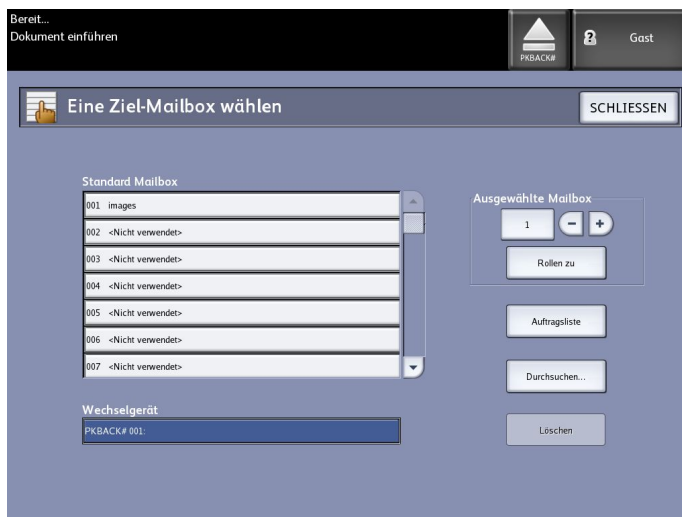 Bereit...
Dokument einführen
PKBACK#
Gast
Eine Ziel-Mailbox wählen
SCHLIESSEN
Standard Mailbox
001 images
002 <Nicht verwendet>
003 <Nicht verwendet>
004 <Nicht verwendet>
005 <Nicht verwendet>
006 <Nicht verwendet>
007 <Nicht verwendet>
Ausgewählte Mailbox
1 - +
Rollen zu
Auftragsliste
Durchsuchen...
Löschen
Wechselgerät
PKBACK# 001: